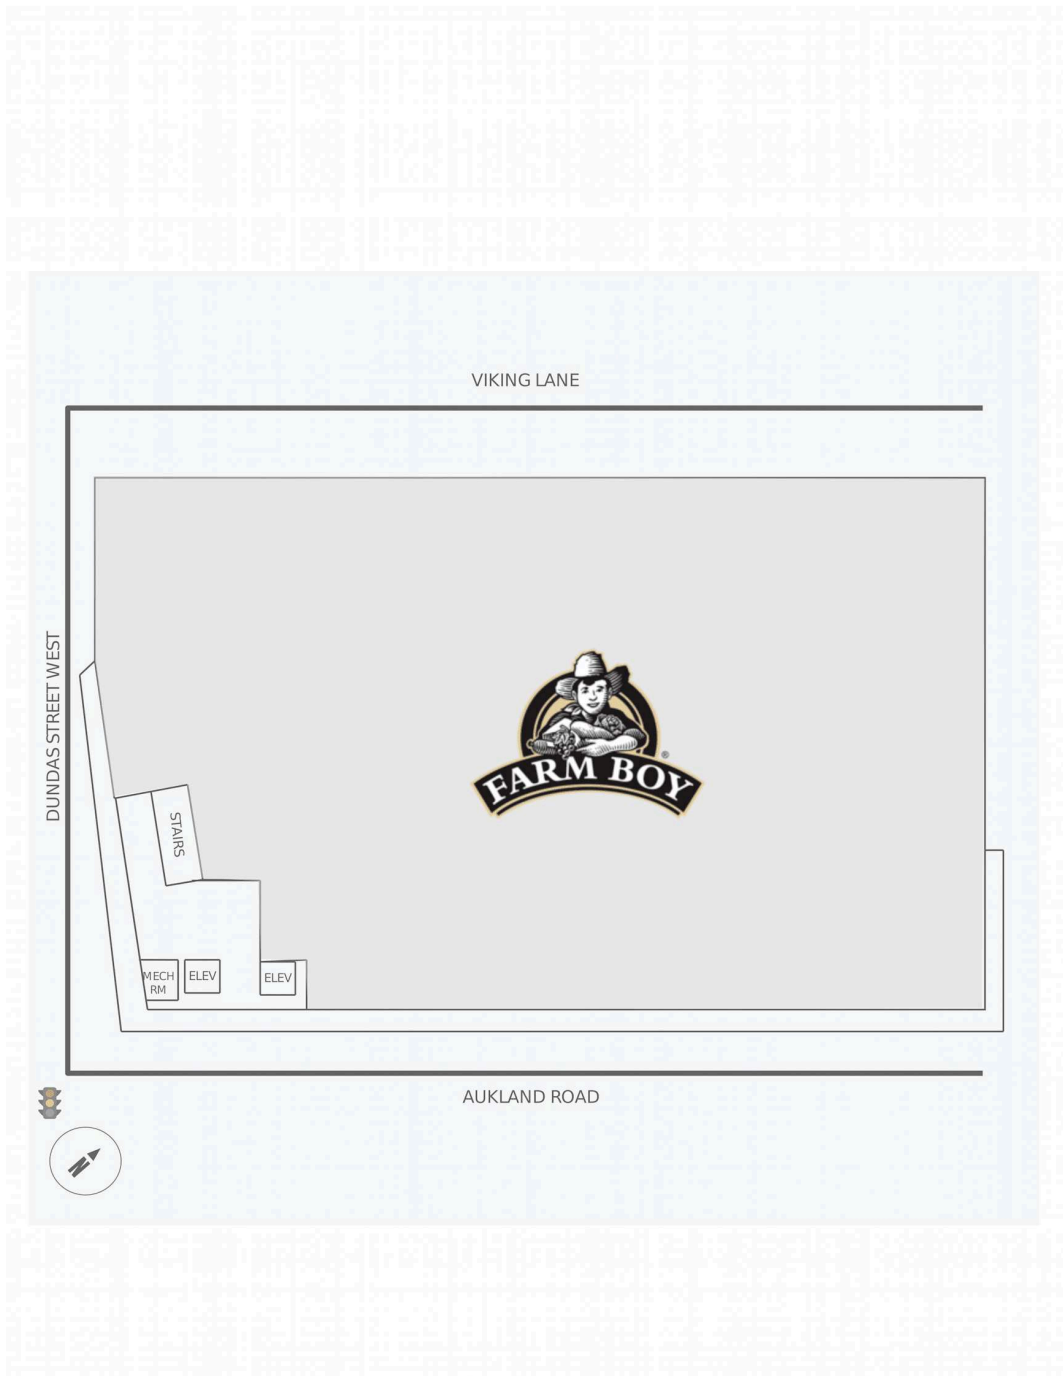 VIKING LANE
DUNDAS STREET WEST
FARM BOY
®
STAIRS
MECH
RM
ELEV
ELEV
AUKLAND ROAD
N